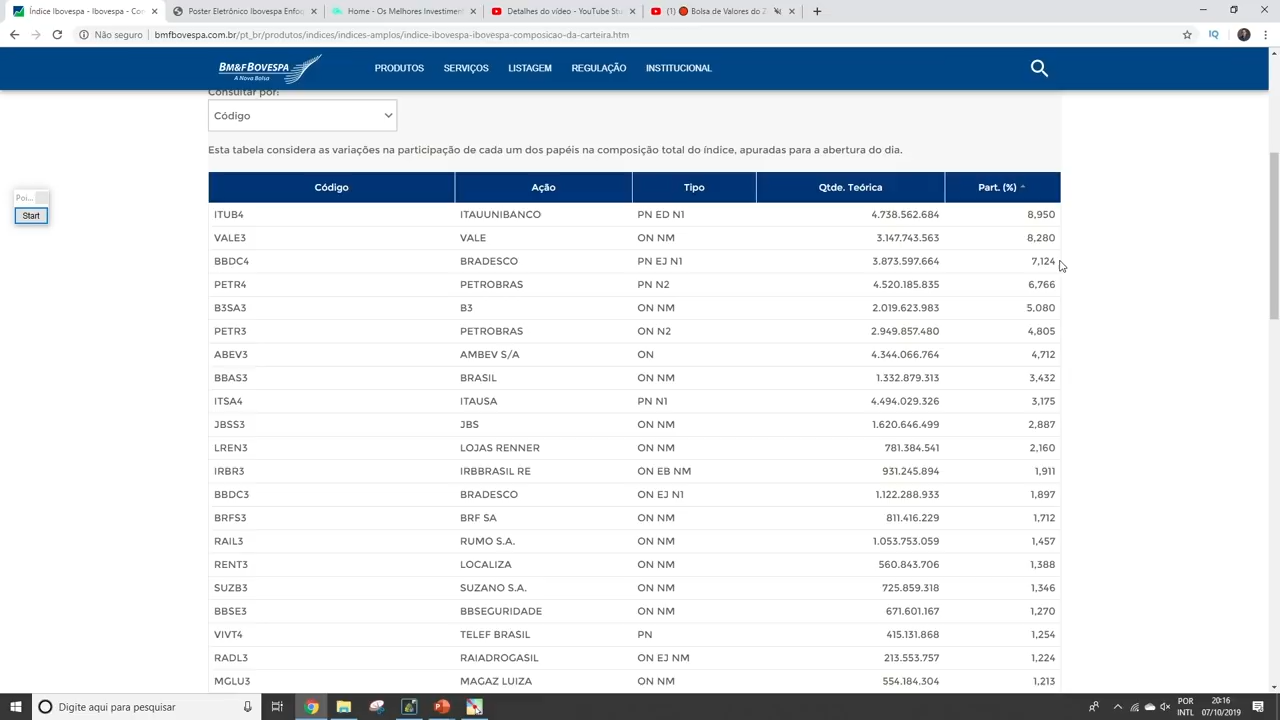 Índice Ibovespa - Ibovespa - Co
Poster Eletrônico Ibovespa Enfoq
Home - Os Melhores Investimen
Detalhes do vídeo - YouTube Stu
(1) Bolsa de Valores do Z
Não seguro bmfbovespa.com.br/pt_br/produtos/indices/indices-amplos/indice-ibovespa-ibovespa-composicao-da-carteira.htm
IQ
BM&FBOVESPA
A Nova Bolsa
PRODUTOS SERVIÇOS LISTAGEM REGULAÇÃO INSTITUCIONAL
Consultar por:
Código
Esta tabela considera as variações na participação de cada um dos papéis na composição total do índice, apuradas para a abertura do dia.
Poi...
Start
Código Ação Tipo Qtde. Teórica Part. (%)
ITUB4 ITAUUNIBANCO PN ED N1 4.738.562.684 8,950
VALE3 VALE ON NM 3.147.743.563 8,280
BBDC4 BRADESCO PN EJ N1 3.873.597.664 7,124
PETR4 PETROBRAS PN N2 4.520.185.835 6,766
B3SA3 B3 ON NM 2.019.623.983 5,080
PETR3 PETROBRAS ON N2 2.949.857.480 4,805
ABEV3 AMBEV S/A ON 4.344.066.764 4,712
BBAS3 BRASIL ON NM 1.332.879.313 3,432
ITSA4 ITAUSA PN N1 4.494.029.326 3,175
JBSS3 JBS ON NM 1.620.646.499 2,887
LREN3 LOJAS RENNER ON NM 781.384.541 2,160
IRBR3 IRBBRASIL RE ON EB NM 931.245.894 1,911
BBDC3 BRADESCO ON EJ N1 1.122.288.933 1,897
BRFS3 BRF SA ON NM 811.416.229 1,712
RAIL3 RUMO S.A. ON NM 1.053.753.059 1,457
RENT3 LOCALIZA ON NM 560.843.706 1,388
SUZB3 SUZANO S.A. ON NM 725.859.318 1,346
BBSE3 BBSEGURIDADE ON NM 671.601.167 1,270
VIVT4 TELEF BRASIL PN 415.131.868 1,254
RADL3 RAIADROGASIL ON EJ NM 213.553.757 1,224
MGLU3 MAGAZ LUIZA ON NM 554.184.304 1,213
Digite aqui para pesquisar
POR
INTL
20:16
07/10/2019